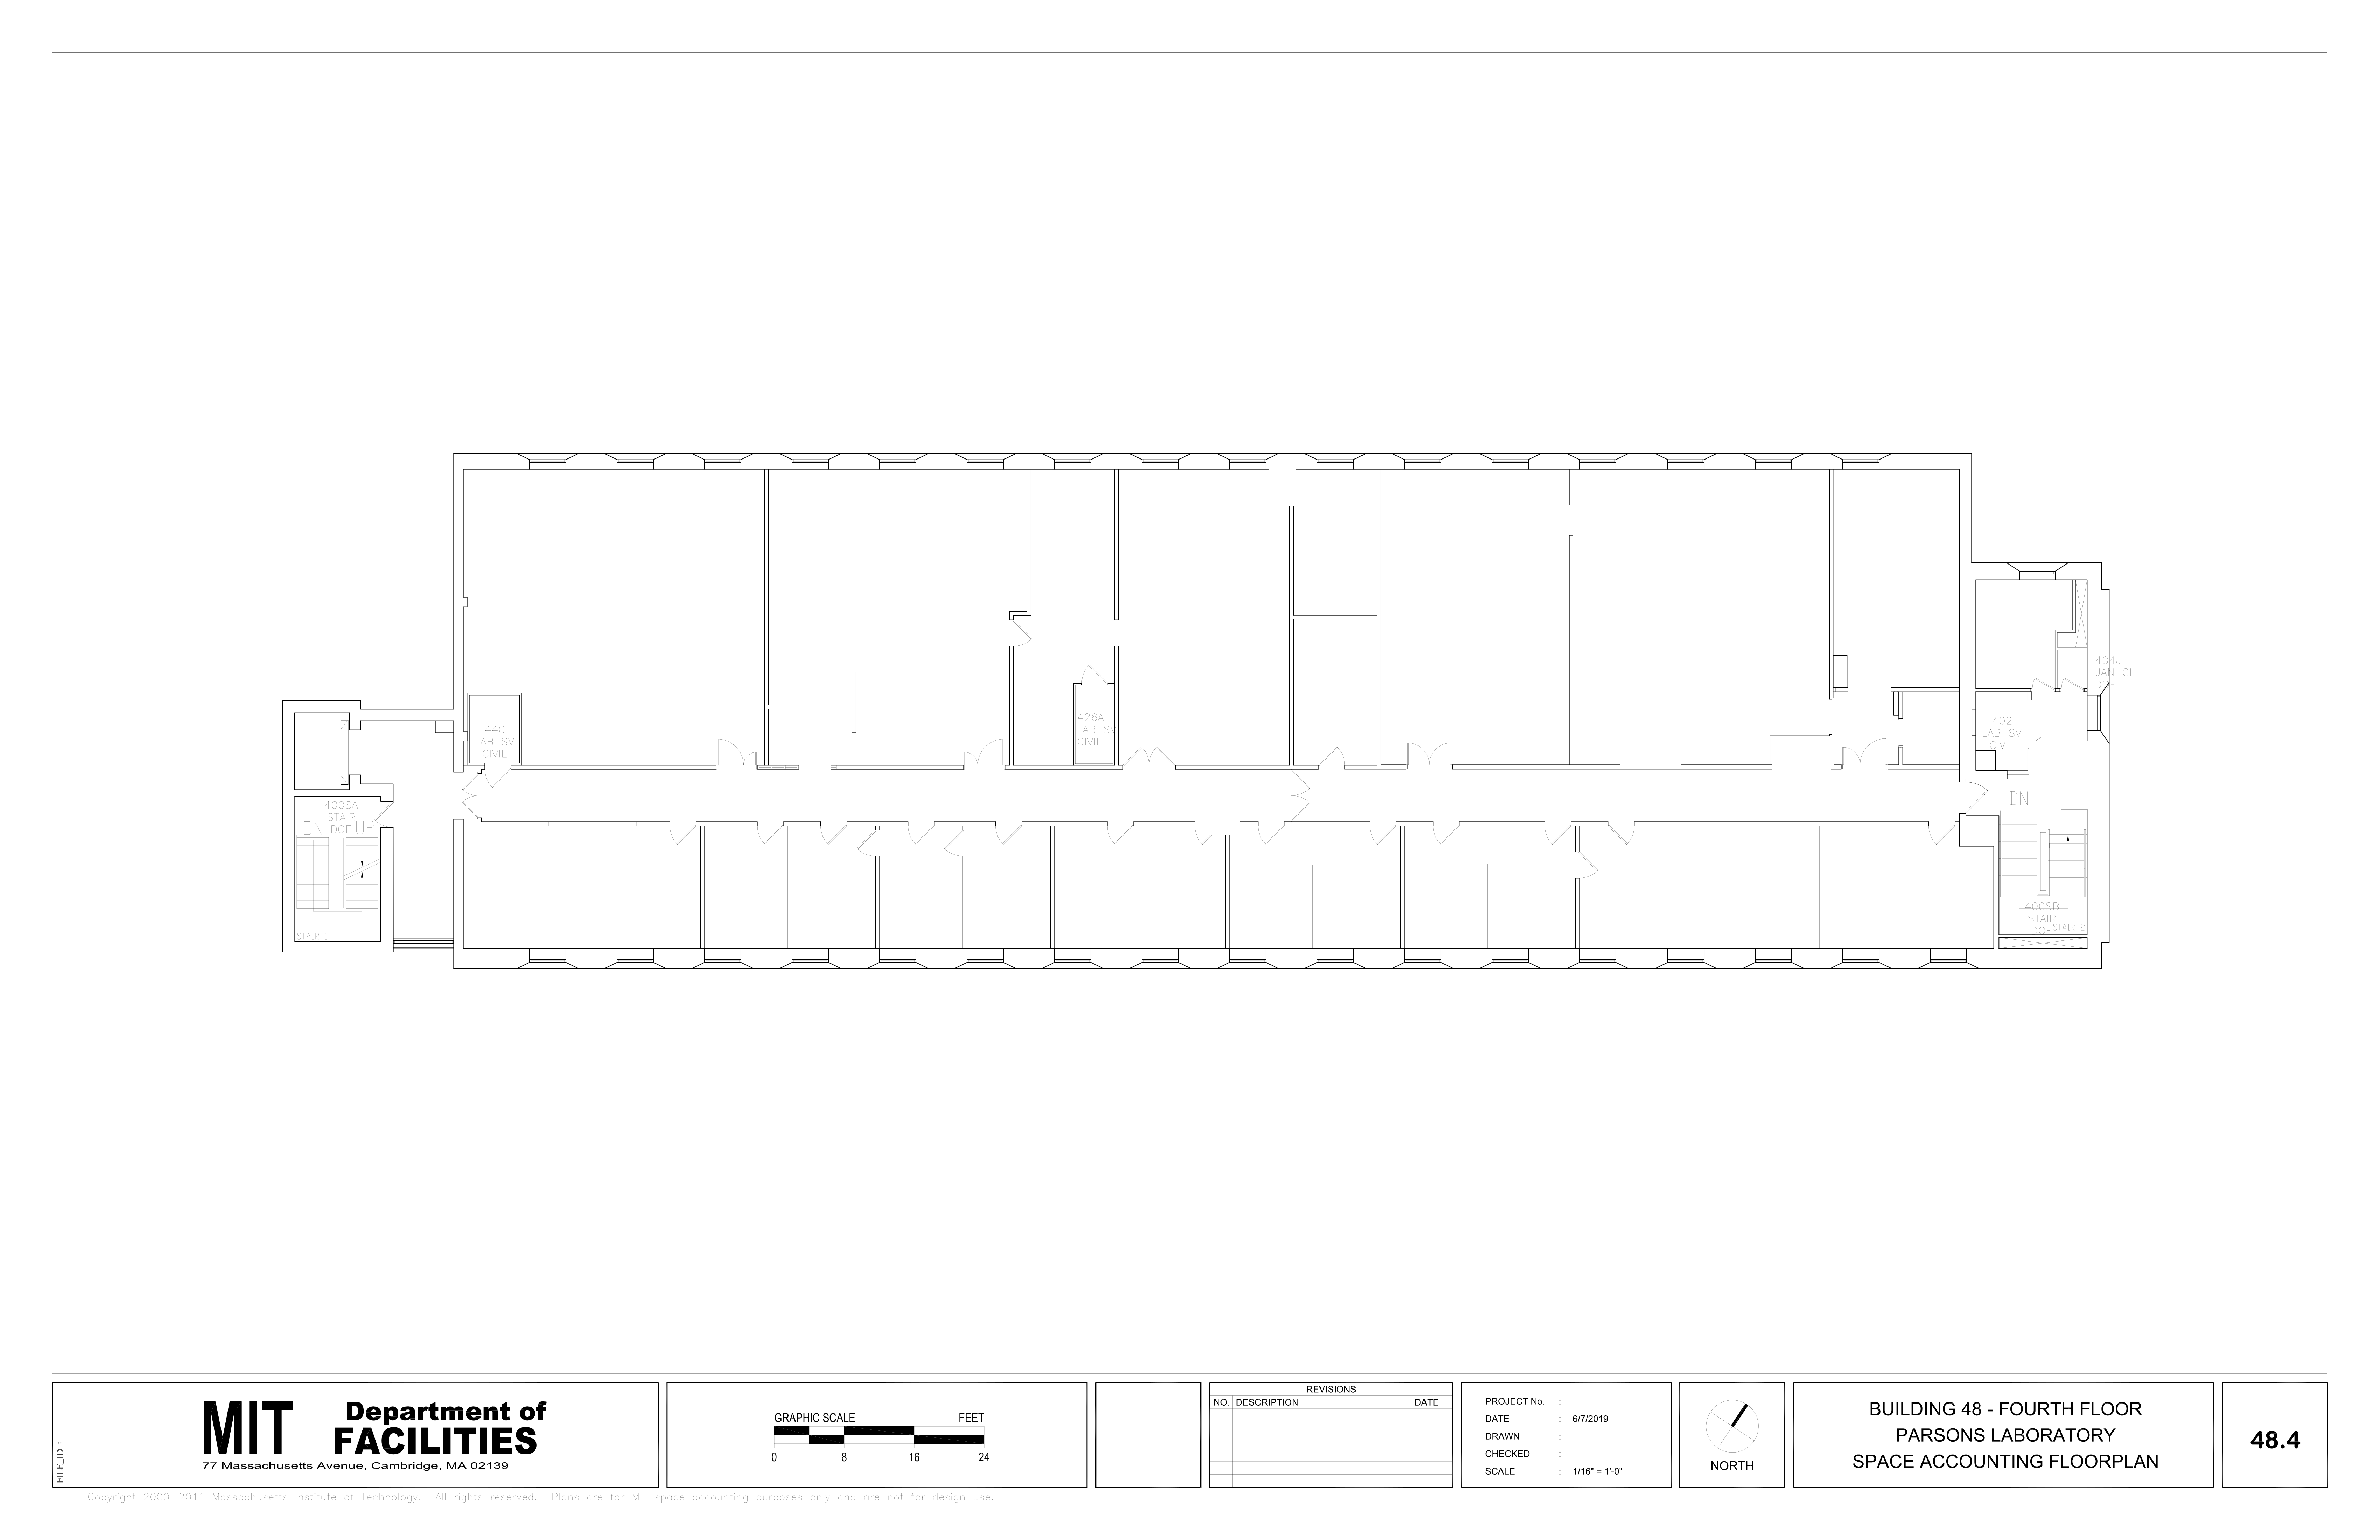 404J
JAN CL
DOF
440
LAB SV
CIVIL
426A
LAB SV
CIVIL
402
LAB SV
CIVIL
400SA
STAIR
DN DOF UP
STAIR 1
DN
400SB
STAIR
DOF STAIR 2
FILE_ID :
MIT Department of
FACILITIES
77 Massachusetts Avenue, Cambridge, MA 02139
GRAPHIC SCALE FEET
0 8 16 24
REVISIONS
NO. DESCRIPTION DATE
PROJECT No. :
DATE : 6/7/2019
DRAWN :
CHECKED :
SCALE : 1/16" = 1'-0"
NORTH
BUILDING 48 - FOURTH FLOOR
PARSONS LABORATORY
SPACE ACCOUNTING FLOORPLAN
48.4
Copyright 2000-2011 Massachusetts Institute of Technology. All rights reserved. Plans are for MIT space accounting purposes only and are not for design use.